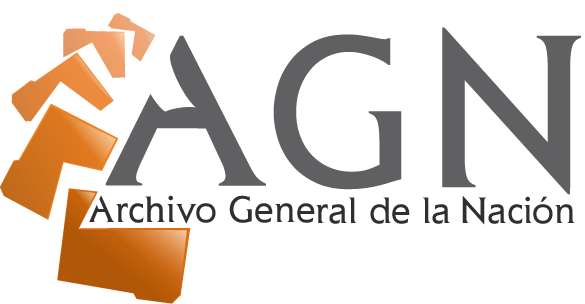 AGN
Archivo General de la Nación